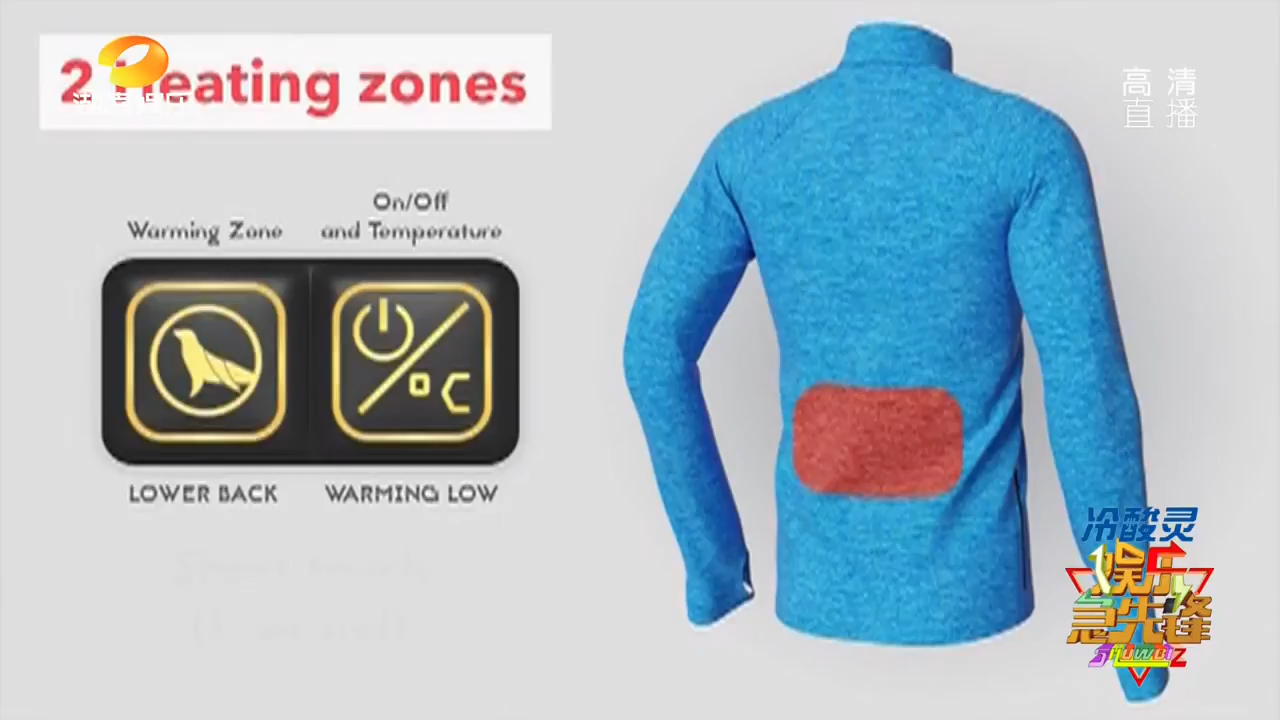 2 Heating zones
高清
直播
On/Off
Warming Zone
and Temperature
°C
LOWER BACK
WARMING LOW
冷酸灵
娱乐
急先锋
SHOWBIZ